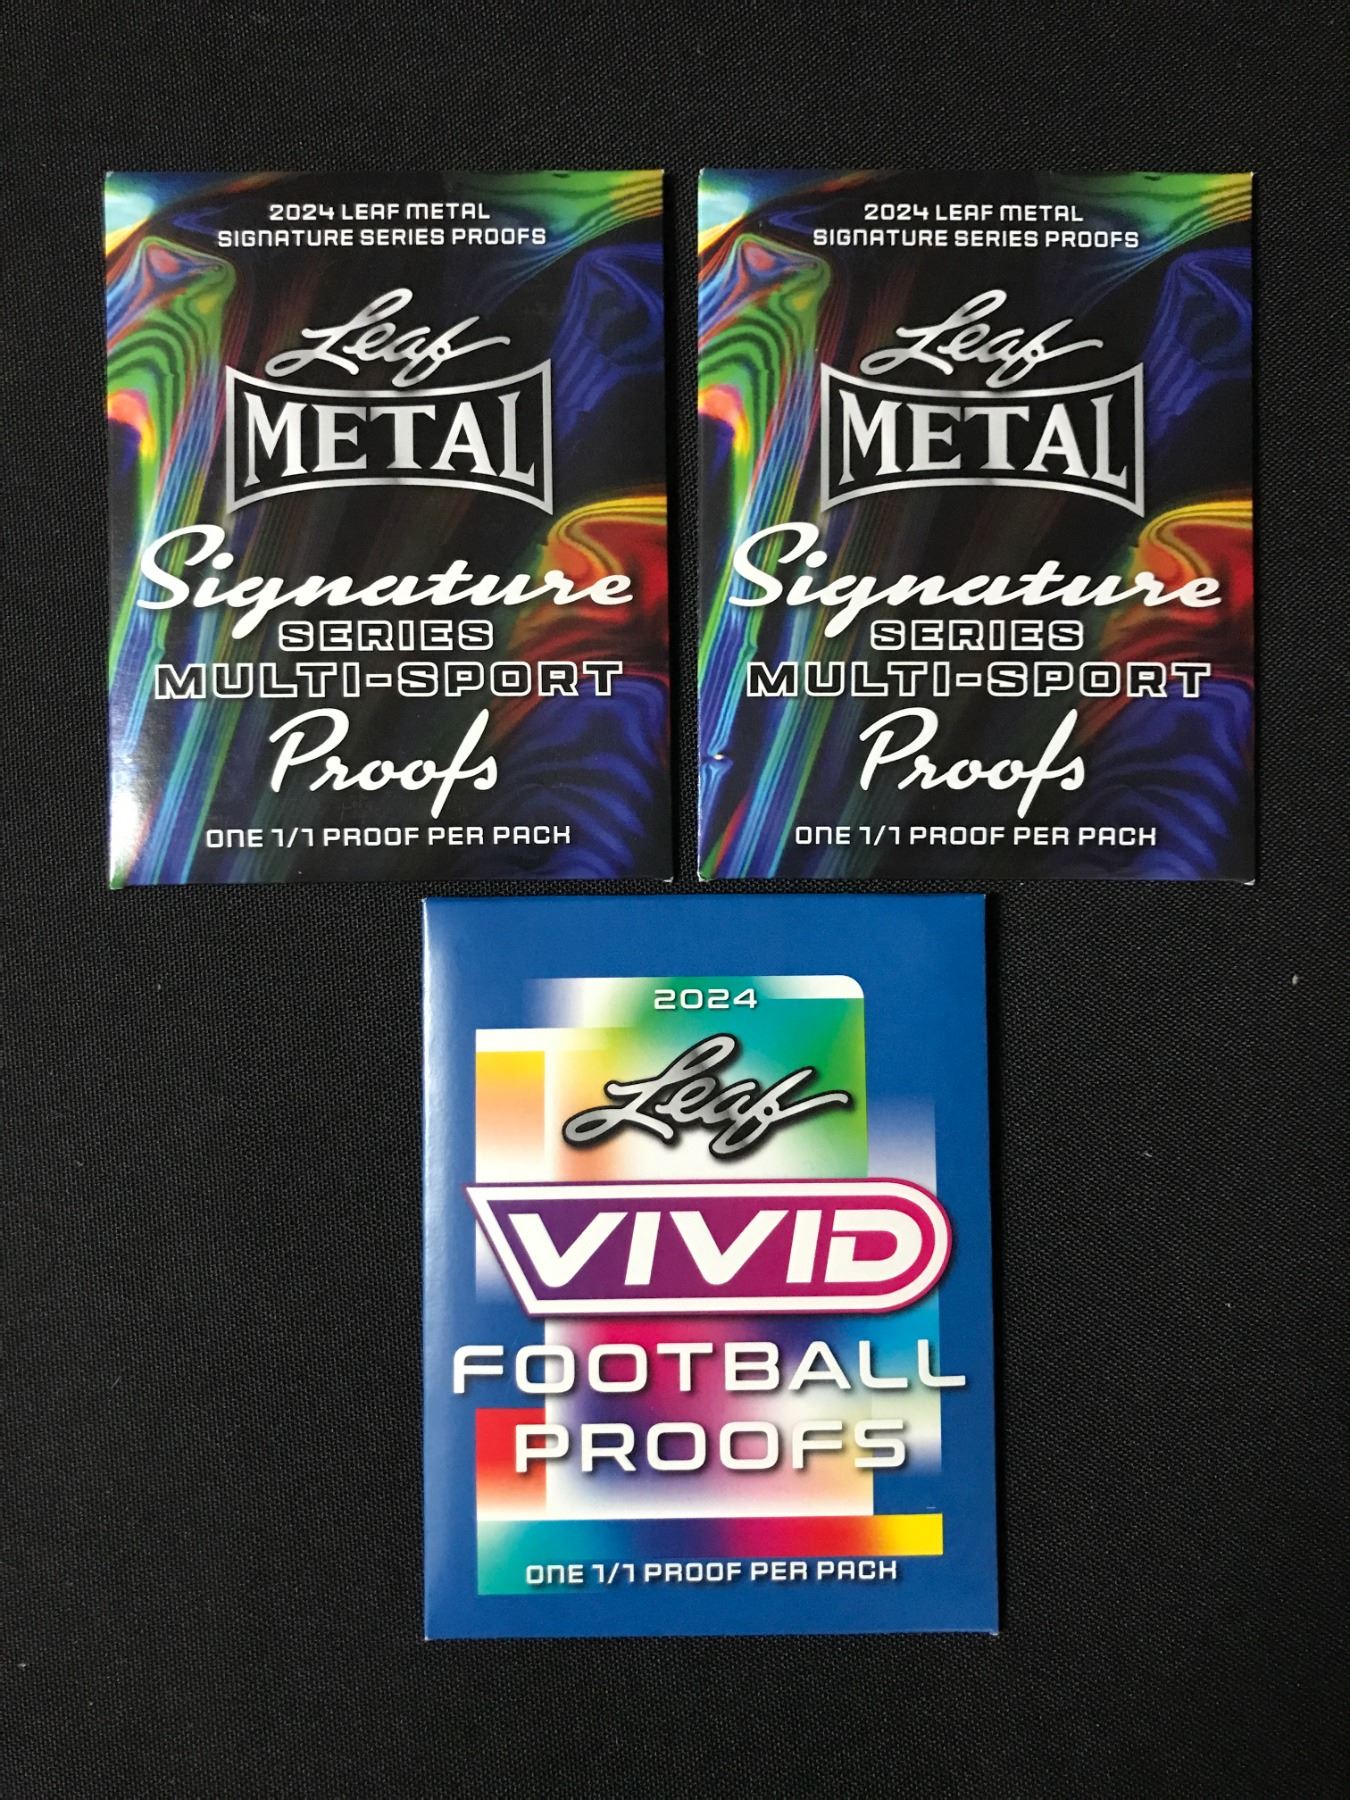 2024 LEAF METAL
SIGNATURE SERIES PROOFS
Leaf
METAL
Signature
SERIES
MULTI-SPORT
Proofs
ONE 1/1 PROOF PER PACK
2024 LEAF METAL
SIGNATURE SERIES PROOFS
Leaf
METAL
Signature
SERIES
MULTI-SPORT
Proofs
ONE 1/1 PROOF PER PACK
2024
Leaf
VIVID
FOOTBALL
PROOFS
ONE 1/1 PROOF PER PACK